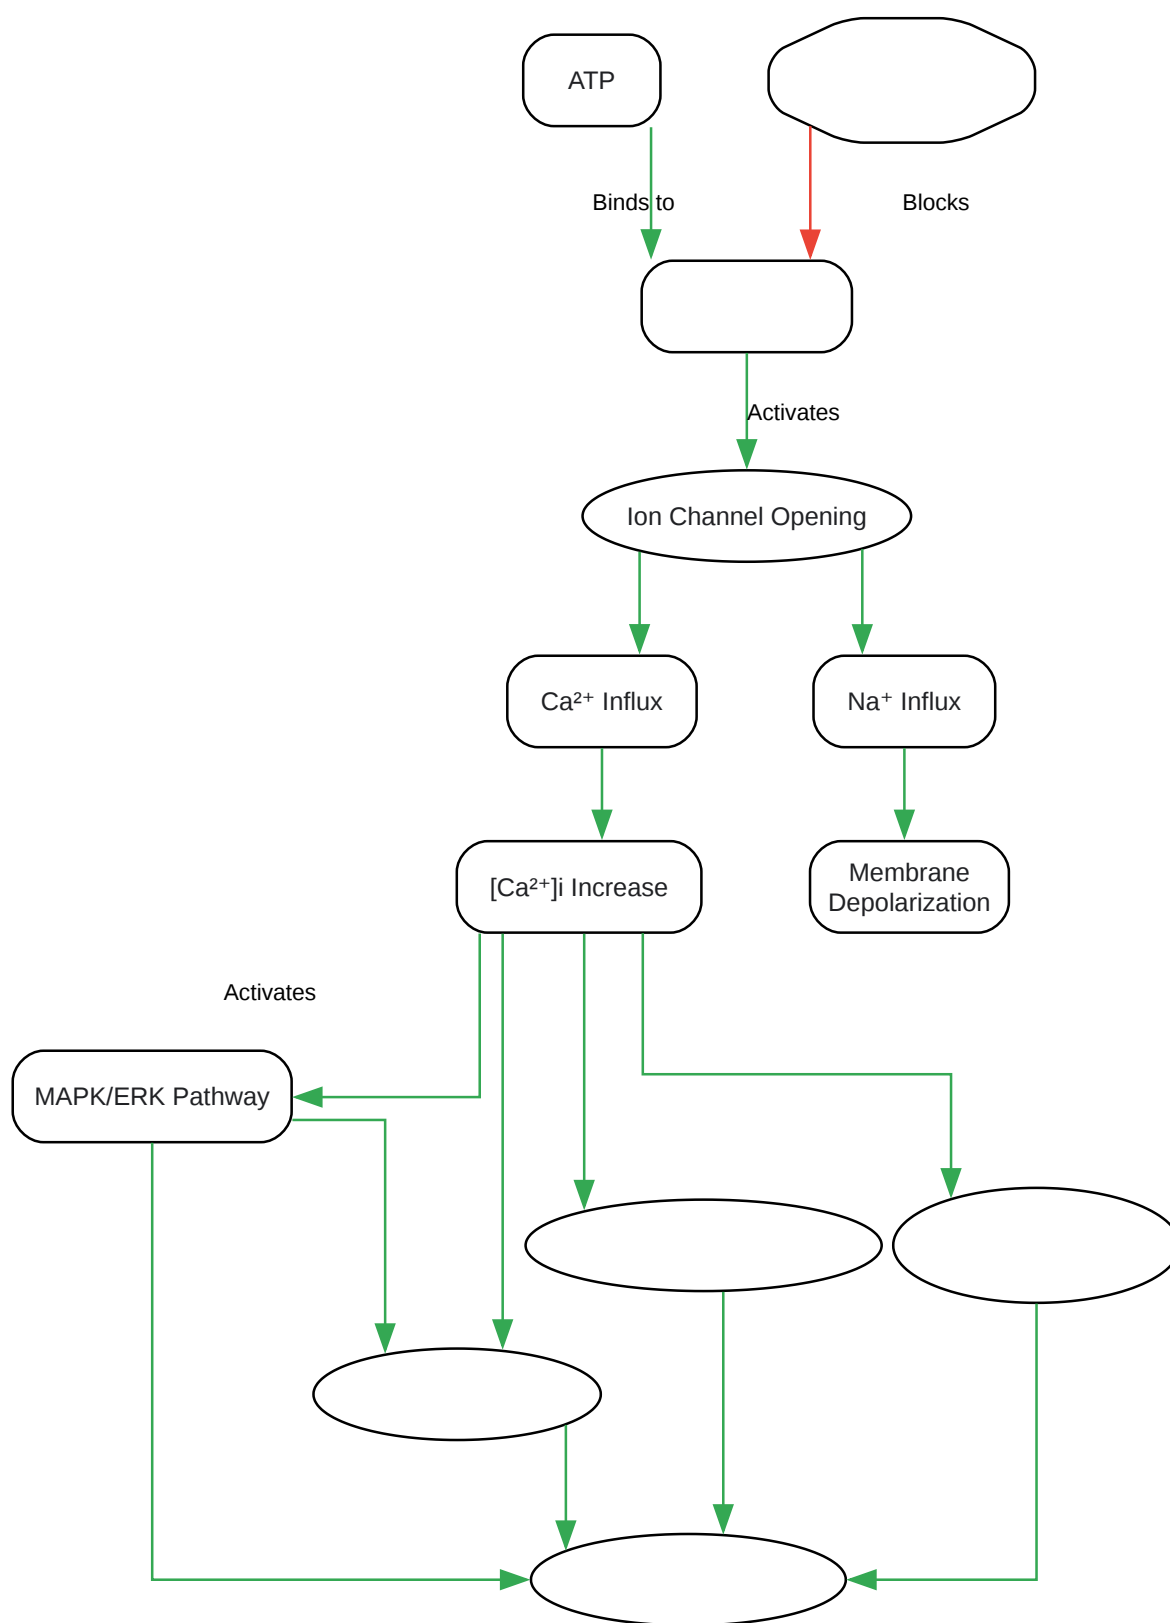 ATP
Binds to
Blocks
Activates
Ion Channel Opening
Ca²⁺ Influx
Na⁺ Influx
[Ca²⁺]i Increase
Membrane
Depolarization
Activates
MAPK/ERK Pathway